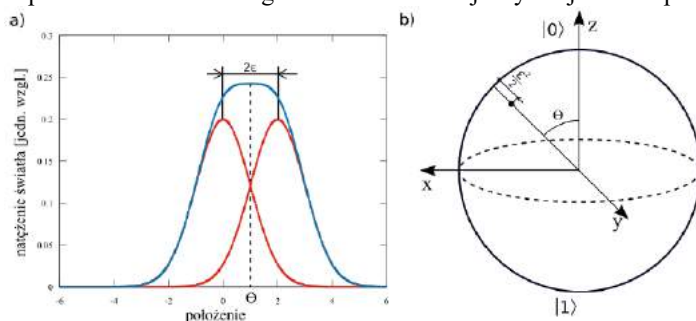 a)
2ε
0.3
0.25
0.2
0.15
0.1
0.05
0
natężenie światła [jedn. wzgl.]
-6
-4
-2
0
Θ
2
4
6
położenie
b)
|0⟩
z
Θ
x
y
|1⟩